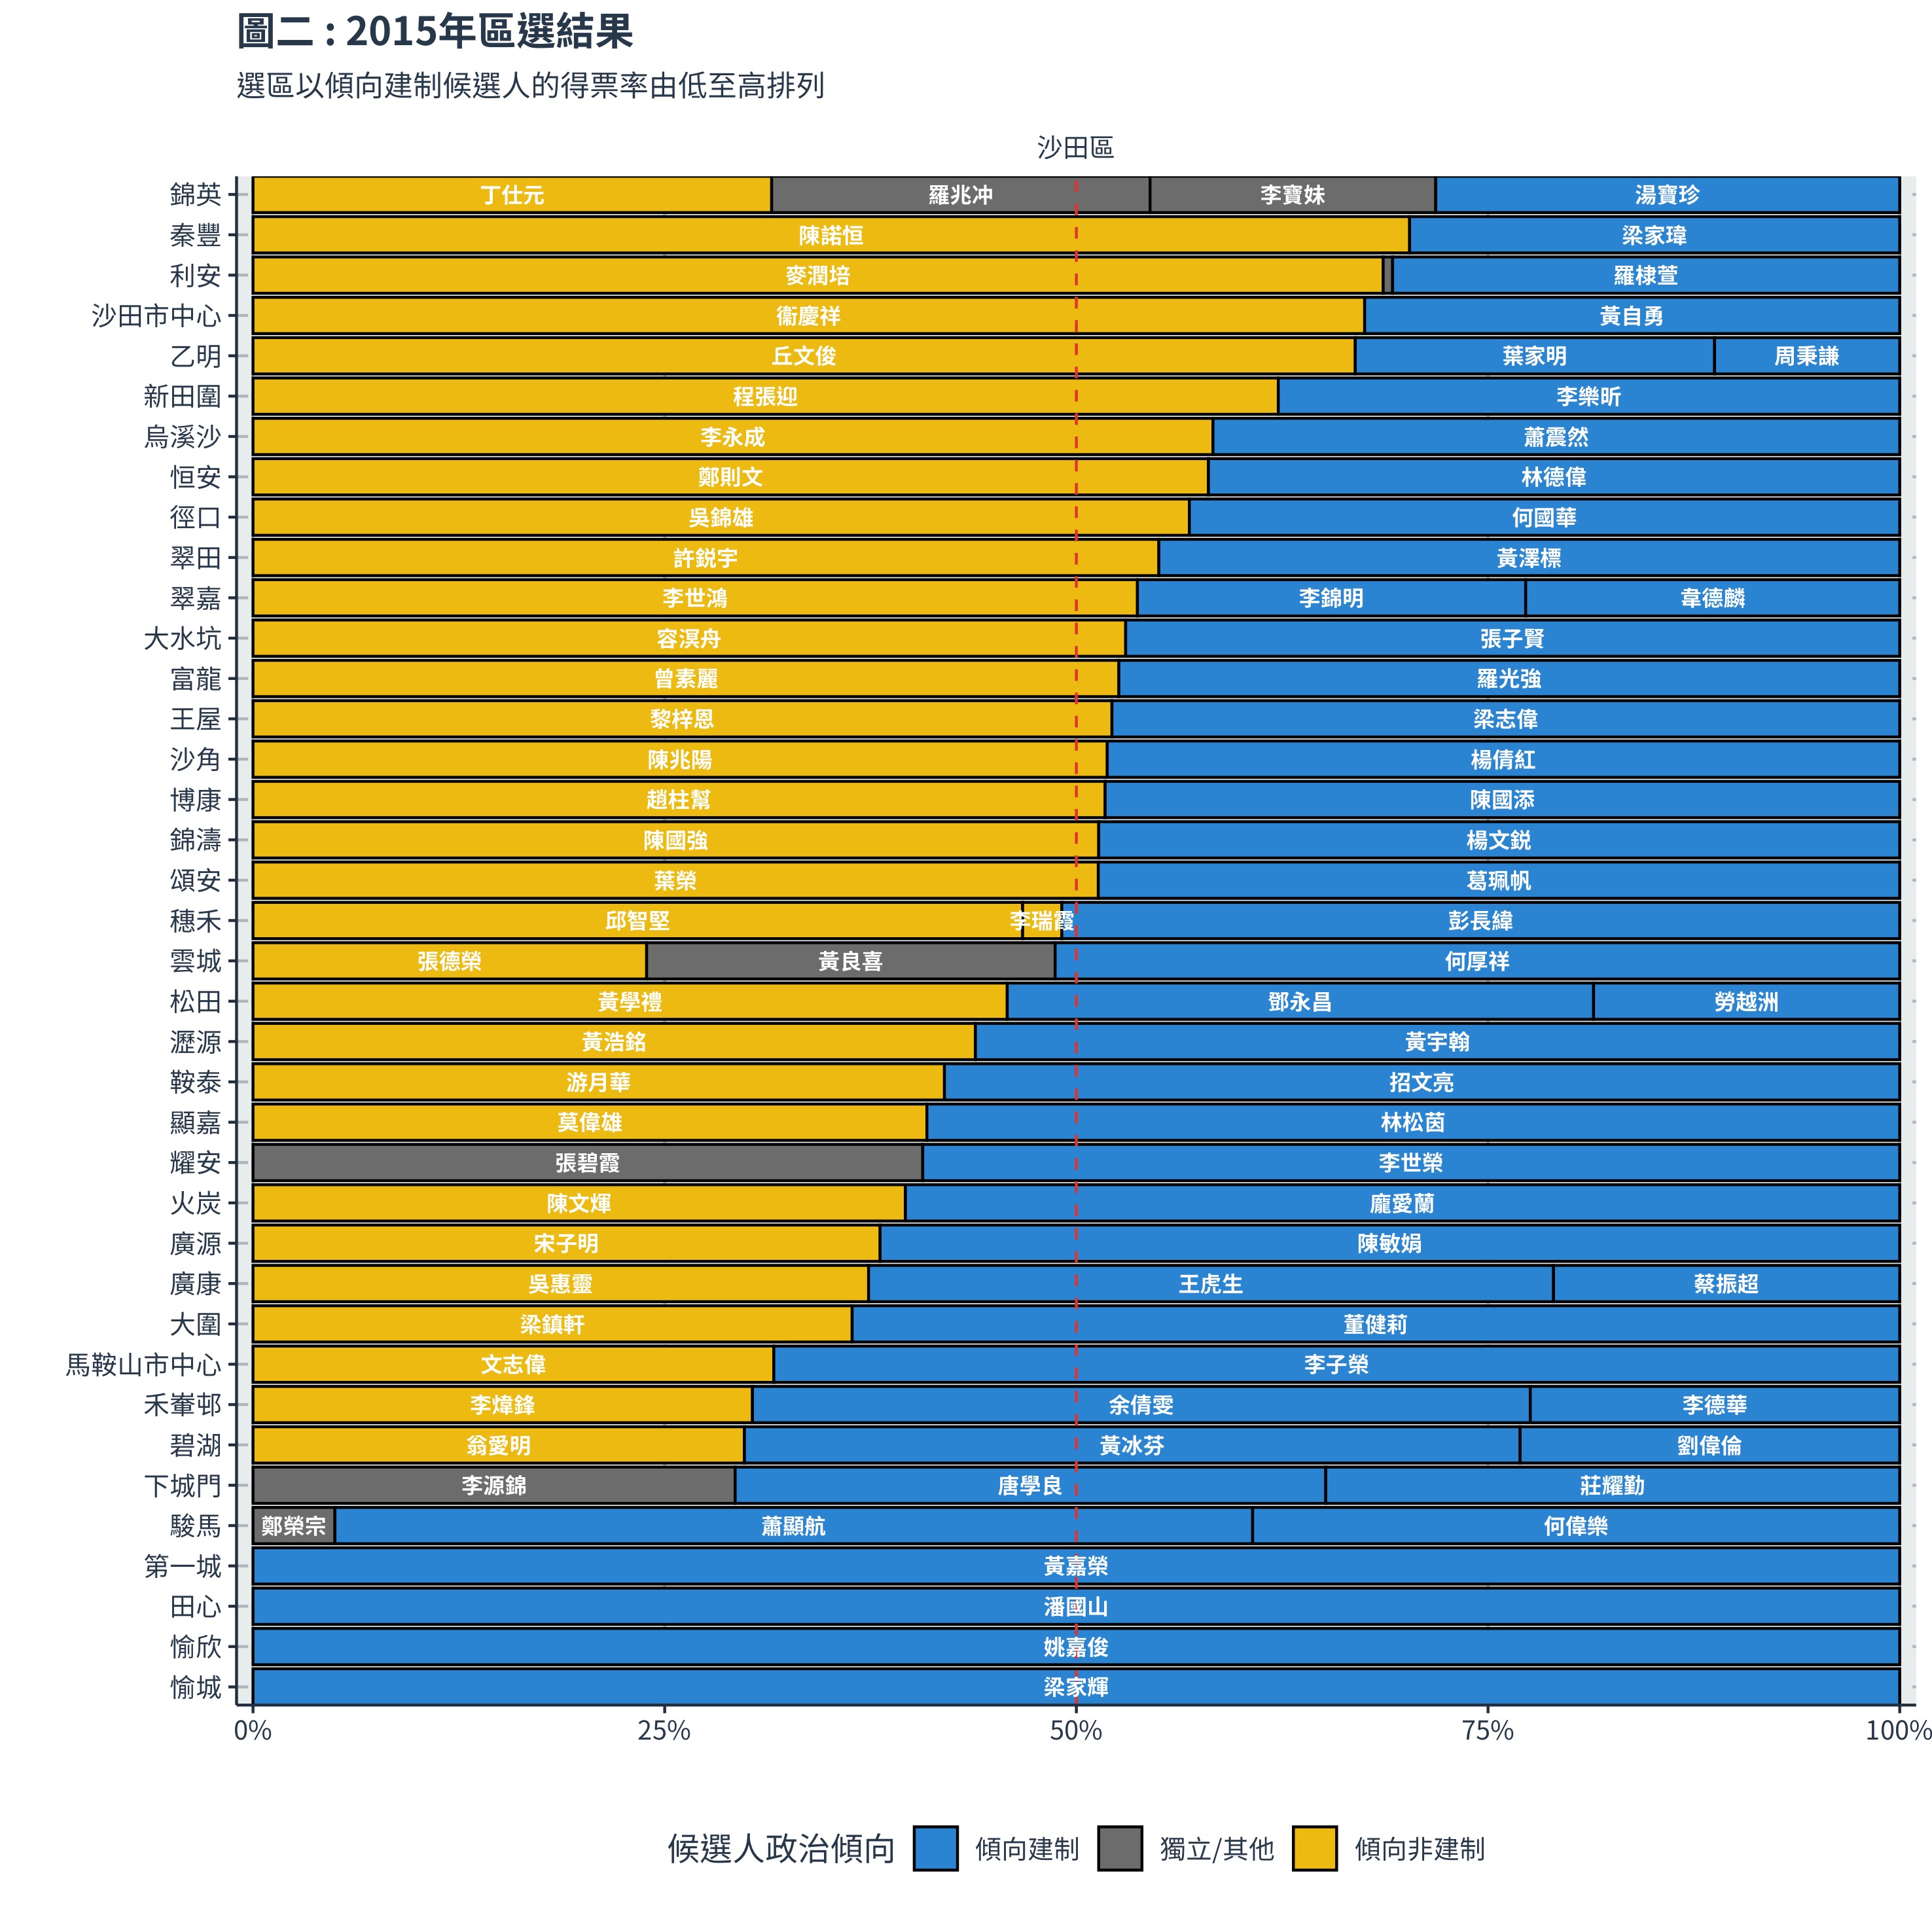 圖二 : 2015年區選結果
選區以傾向建制候選人的得票率由低至高排列
沙田區
錦英 丁仕元 羅兆冲 李寶妹 湯寶珍
秦豐 陳諾恒 梁家瑋
利安 麥潤培 羅棣萱
沙田市中心 衞慶祥 黃自勇
乙明 丘文俊 葉家明 周秉謙
新田圍 程張迎 李樂昕
烏溪沙 李永成 蕭震然
恒安 鄭則文 林德偉
徑口 吳錦雄 何國華
翠田 許鋭宇 黃澤標
翠嘉 李世鴻 李錦明 韋德麟
大水坑 容溟舟 張子賢
富龍 曾素麗 羅光強
王屋 黎梓恩 梁志偉
沙角 陳兆陽 楊倩紅
博康 趙柱幫 陳國添
錦濤 陳國強 楊文鋭
頌安 葉榮 葛珮帆
穗禾 邱智堅 李瑞霞 彭長緯
雲城 張德榮 黃良喜 何厚祥
松田 黃學禮 鄧永昌 勞越洲
瀝源 黃浩銘 黃宇翰
鞍泰 游月華 招文亮
顯嘉 莫偉雄 林松茵
耀安 張碧霞 李世榮
火炭 陳文煇 龐愛蘭
廣源 宋子明 陳敏娟
廣康 吳惠靈 王虎生 蔡振超
大圍 梁鎮軒 董健莉
馬鞍山市中心 文志偉 李子榮
禾輋邨 李煒鋒 余倩雯 李德華
碧湖 翁愛明 黃冰芬 劉偉倫
下城門 李源錦 唐學良 莊耀勤
駿馬 鄭榮宗 蕭顯航 何偉樂
第一城 黃嘉榮
田心 潘國山
愉欣 姚嘉俊
愉城 梁家輝
0% 25% 50% 75% 100%
候選人政治傾向 傾向建制 獨立/其他 傾向非建制